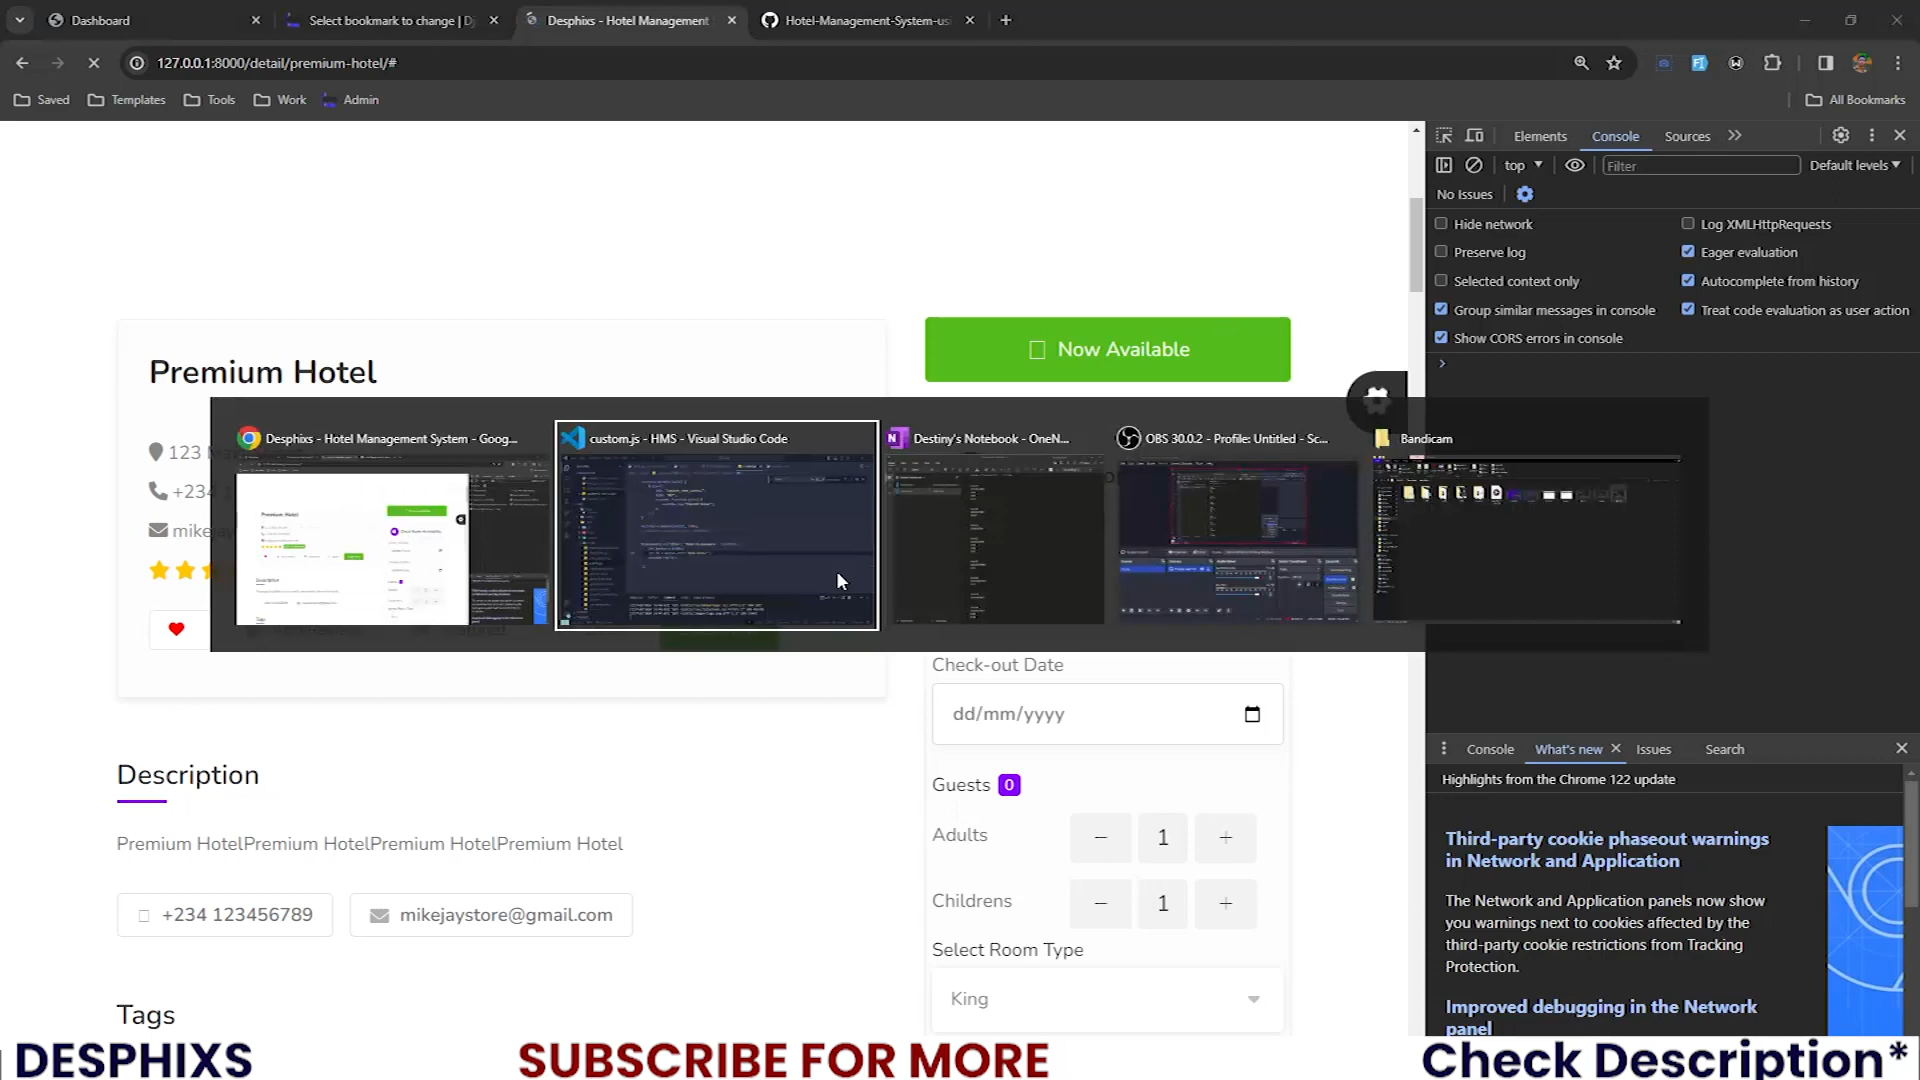 Dashboard
Select bookmark to change | Dj
Desphixs - Hotel Management
Hotel-Management-System-usi
127.0.0.1:8000/detail/premium-hotel/#
Saved
Templates
Tools
Work
Admin
All Bookmarks
Elements
Console
Sources
top
Filter
Default levels
No Issues
Hide network
Log XMLHttpRequests
Preserve log
Eager evaluation
Selected context only
Autocomplete from history
Group similar messages in console
Treat code evaluation as user action
Show CORS errors in console
Now Available
Premium Hotel
123
+234
mikej
Desphixs - Hotel Management System - Goog...
custom.js - HMS - Visual Studio Code
Destiny's Notebook - OneN...
OBS 30.0.2 - Profile: Untitled - Sc...
Bandicam
Check-out Date
dd/mm/yyyy
Guests 0
Adults
1
Childrens
1
Select Room Type
King
Description
Premium HotelPremium HotelPremium HotelPremium Hotel
+234 123456789
mikejaystore@gmail.com
Tags
Console
What's new
Issues
Search
Highlights from the Chrome 122 update
Third-party cookie phaseout warnings
in Network and Application
The Network and Application panels now show
you warnings next to cookies affected by the
third-party cookie restrictions from Tracking
Protection.
Improved debugging in the Network
panel
DESPHIXS
SUBSCRIBE FOR MORE
Check Description*